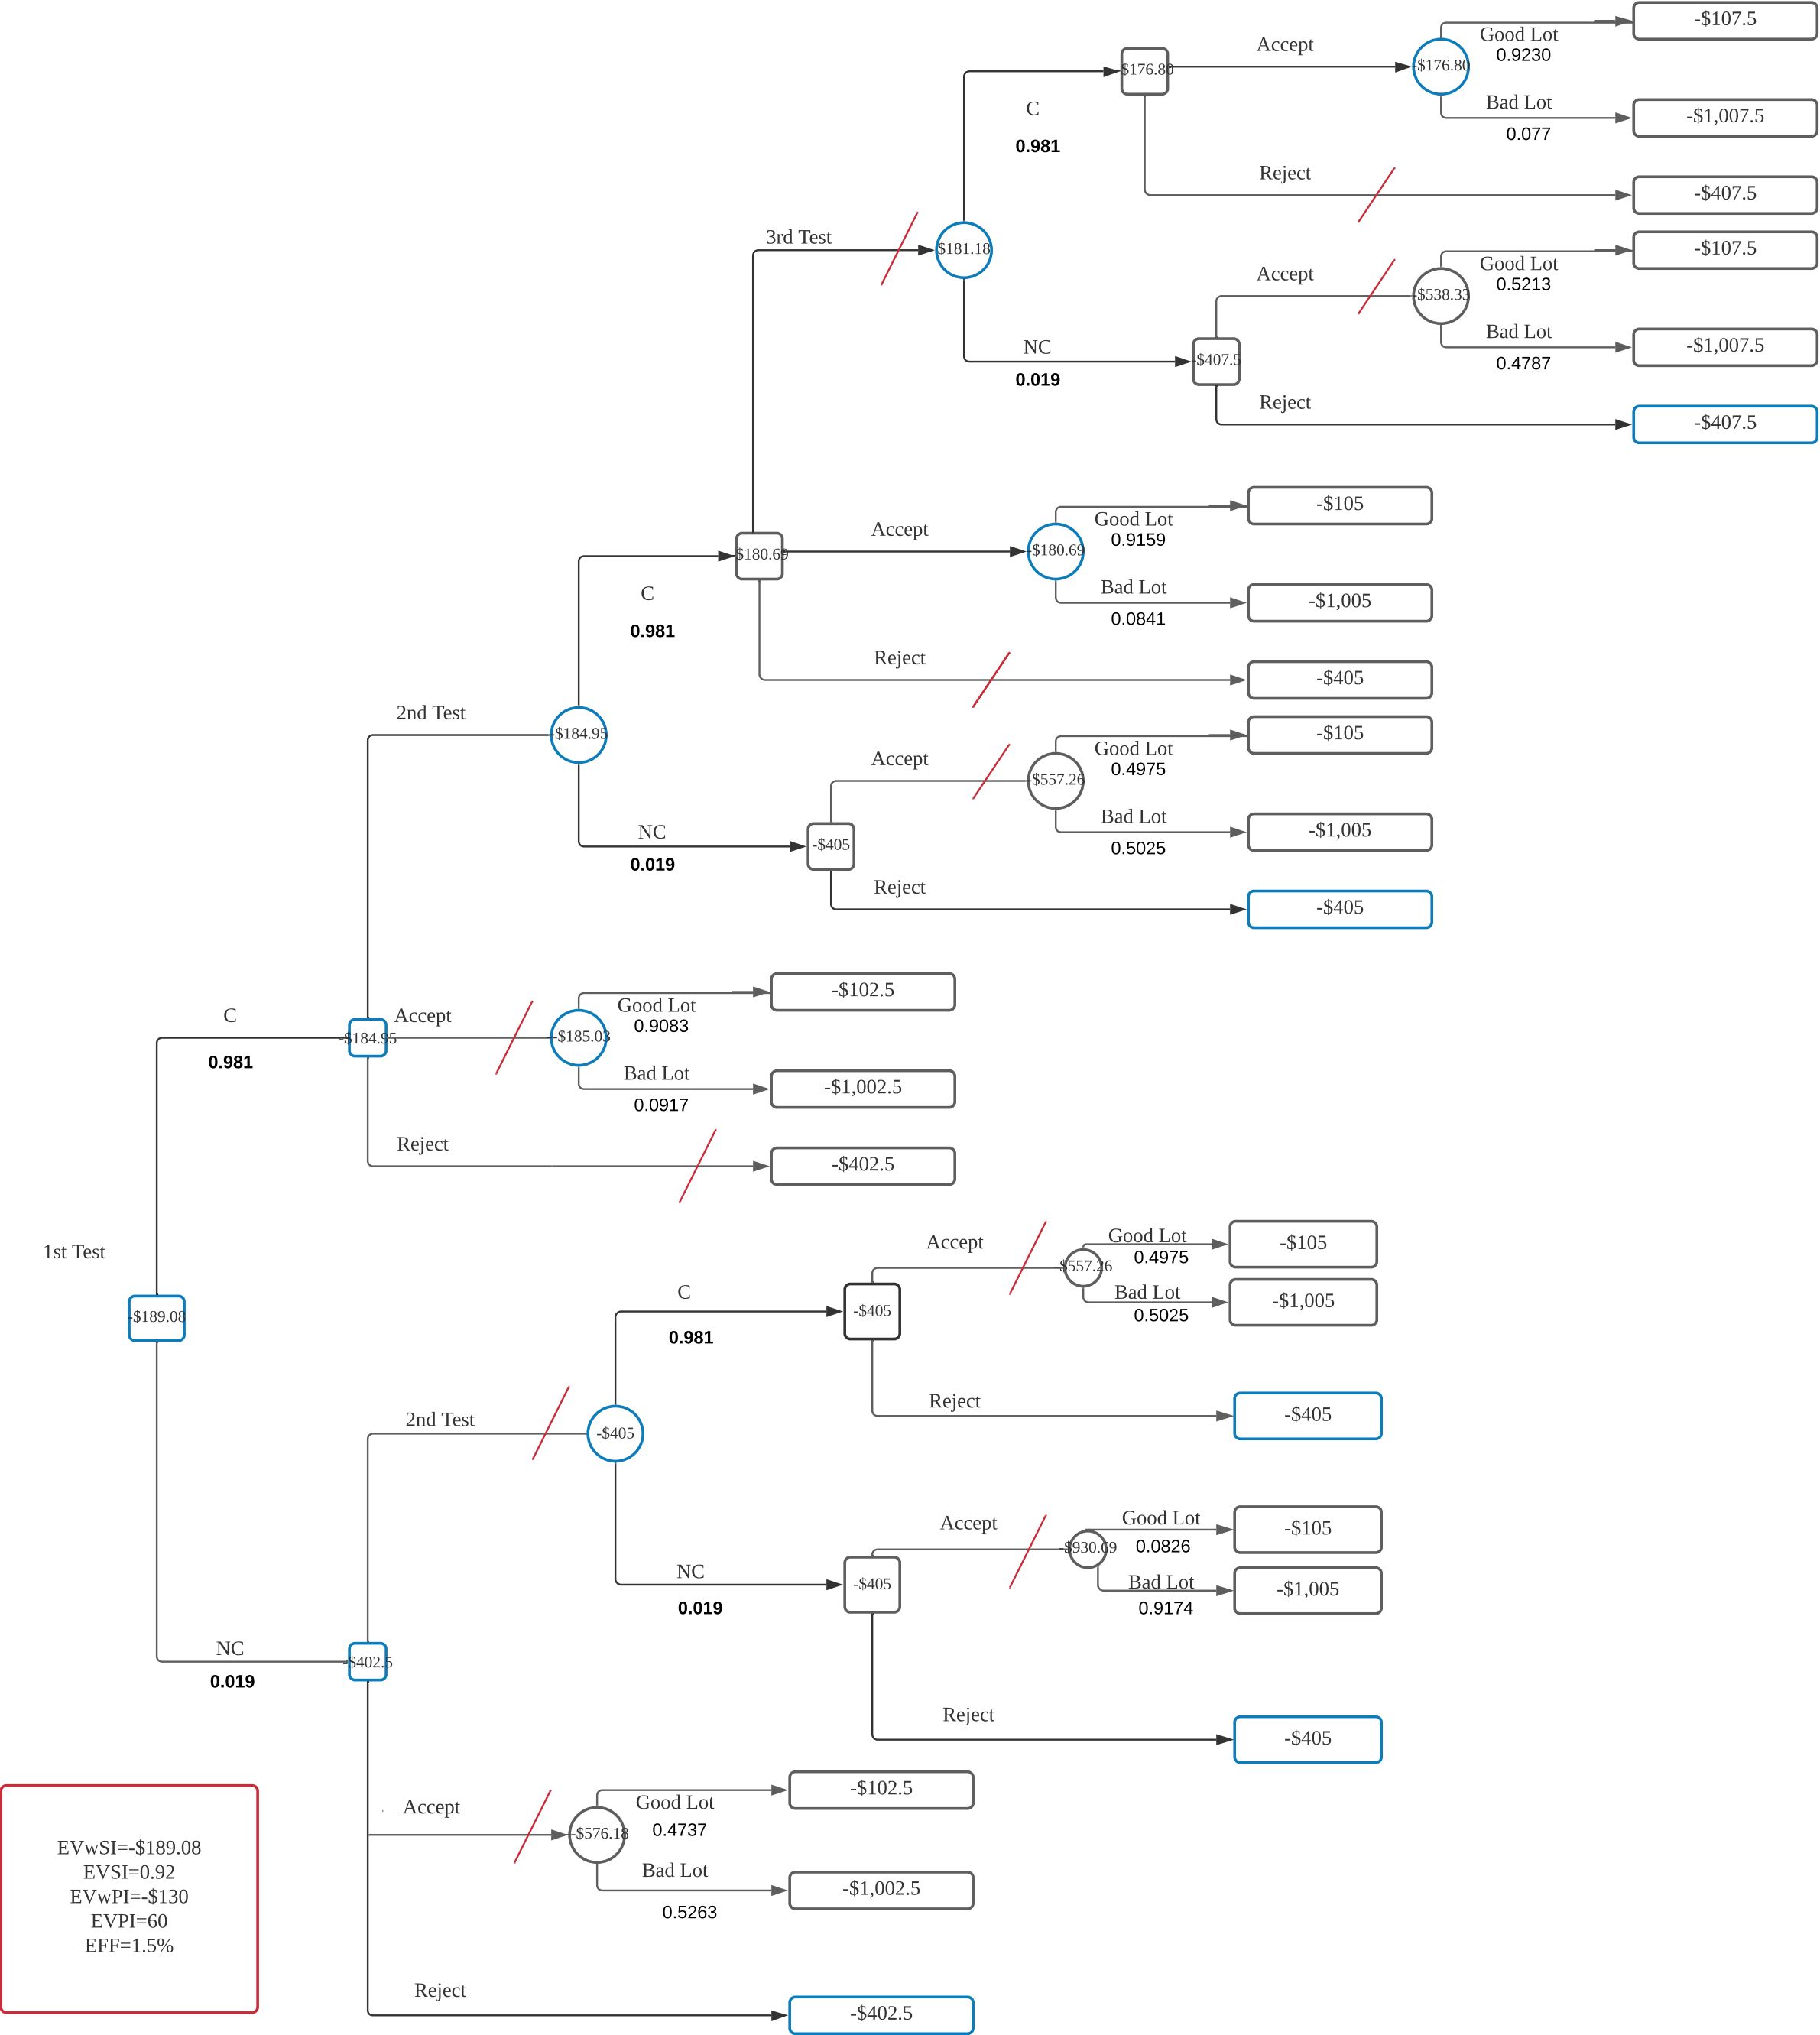 -$107.5
Good Lot
0.9230
Accept
-$176.80
$176.80
Bad Lot
-$1,007.5
0.077
C
0.981
Reject
-$407.5
3rd Test
$181.18
-$107.5
Good Lot
0.5213
Accept
-$538.33
Bad Lot
-$1,007.5
0.4787
NC
0.019
-$407.5
Reject
-$407.5
-$105
Good Lot
0.9159
Accept
-$180.69
$180.69
Bad Lot
-$1,005
0.0841
C
0.981
Reject
-$405
2nd Test
-$184.95
-$105
Good Lot
0.4975
Accept
-$557.26
Bad Lot
-$1,005
0.5025
NC
0.019
-$405
Reject
-$405
-$102.5
Good Lot
0.9083
C
0.981
-$184.95
Accept
-$185.03
Bad Lot
-$1,002.5
0.0917
Reject
-$402.5
1st Test
-$189.08
Accept
Good Lot
0.4975
-$105
-$557.26
Bad Lot
0.5025
-$1,005
C
0.981
-$405
Reject
-$405
2nd Test
-$405
Accept
Good Lot
0.0826
-$105
-$930.69
Bad Lot
0.9174
-$1,005
NC
0.019
-$405
Reject
-$405
NC
0.019
-$402.5
Accept
-$576.18
Good Lot
0.4737
-$102.5
Bad Lot
0.5263
-$1,002.5
Reject
-$402.5
EVwSI=-$189.08
EVSI=0.92
EVwPI=-$130
EVPI=60
EFF=1.5%